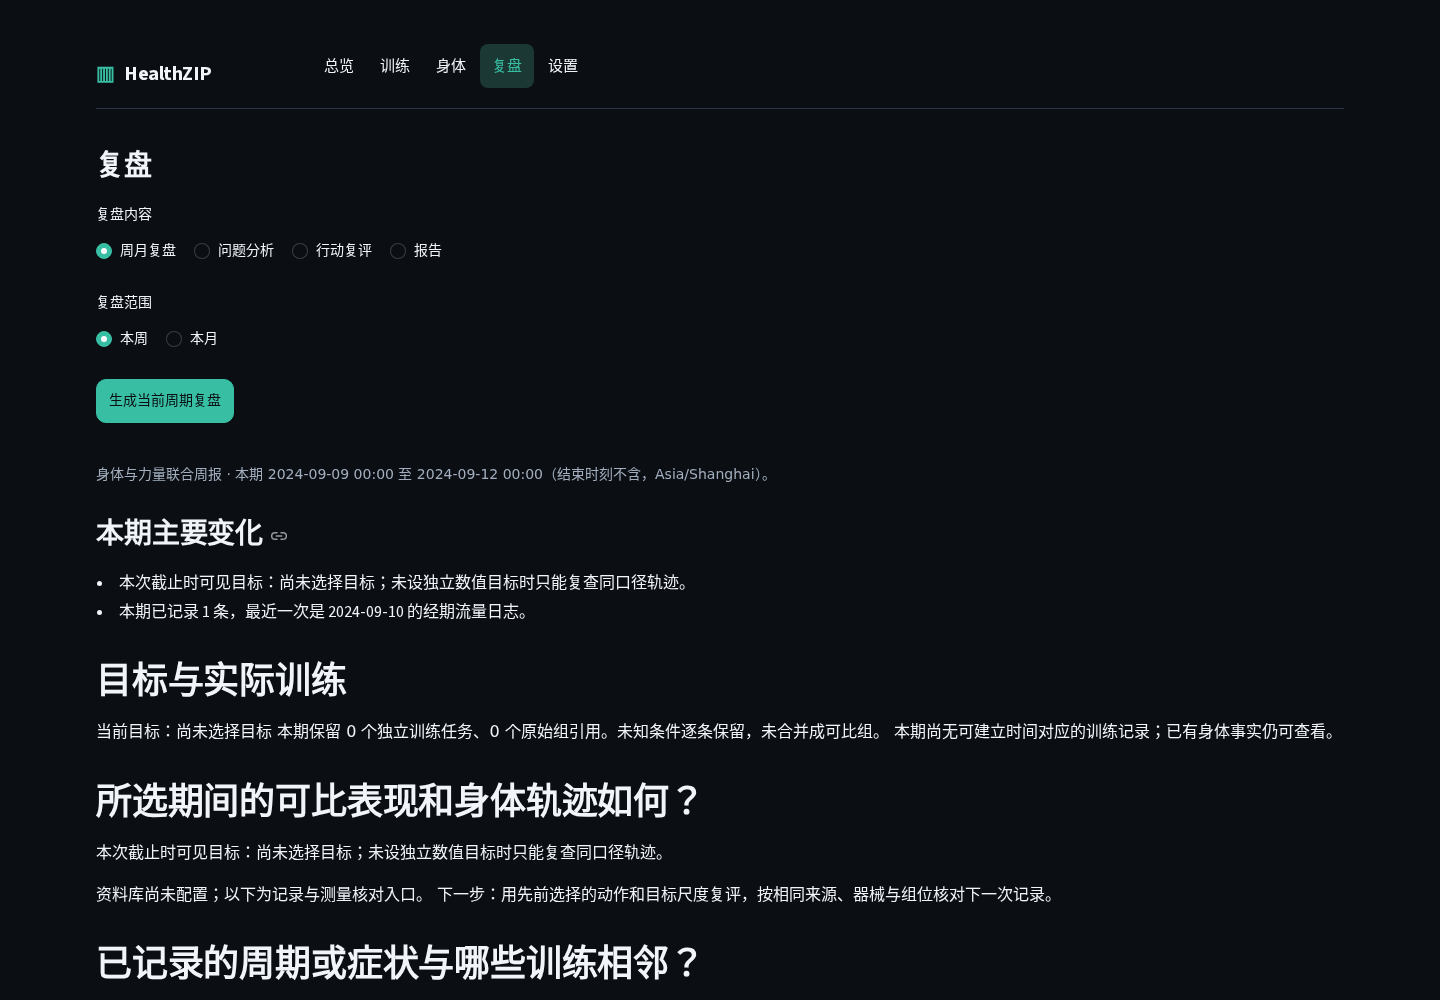 HealthZIP
总览 训练 身体 复盘 设置
复盘
复盘内容
周月复盘 问题分析 行动复评 报告
复盘范围
本周 本月
生成当前周期复盘
身体与力量联合周报 · 本期 2024-09-09 00:00 至 2024-09-12 00:00（结束时刻不含，Asia/Shanghai）。
本期主要变化
本次截止时可见目标：尚未选择目标；未设独立数值目标时只能复查同口径轨迹。
本期已记录 1 条，最近一次是 2024-09-10 的经期流量日志。
目标与实际训练
当前目标：尚未选择目标 本期保留 0 个独立训练任务、0 个原始组引用。未知条件逐条保留，未合并成可比组。 本期尚无可建立时间对应的训练记录；已有身体事实仍可查看。
所选期间的可比表现和身体轨迹如何？
本次截止时可见目标：尚未选择目标；未设独立数值目标时只能复查同口径轨迹。
资料库尚未配置；以下为记录与测量核对入口。 下一步：用先前选择的动作和目标尺度复评，按相同来源、器械与组位核对下一次记录。
已记录的周期或症状与哪些训练相邻？